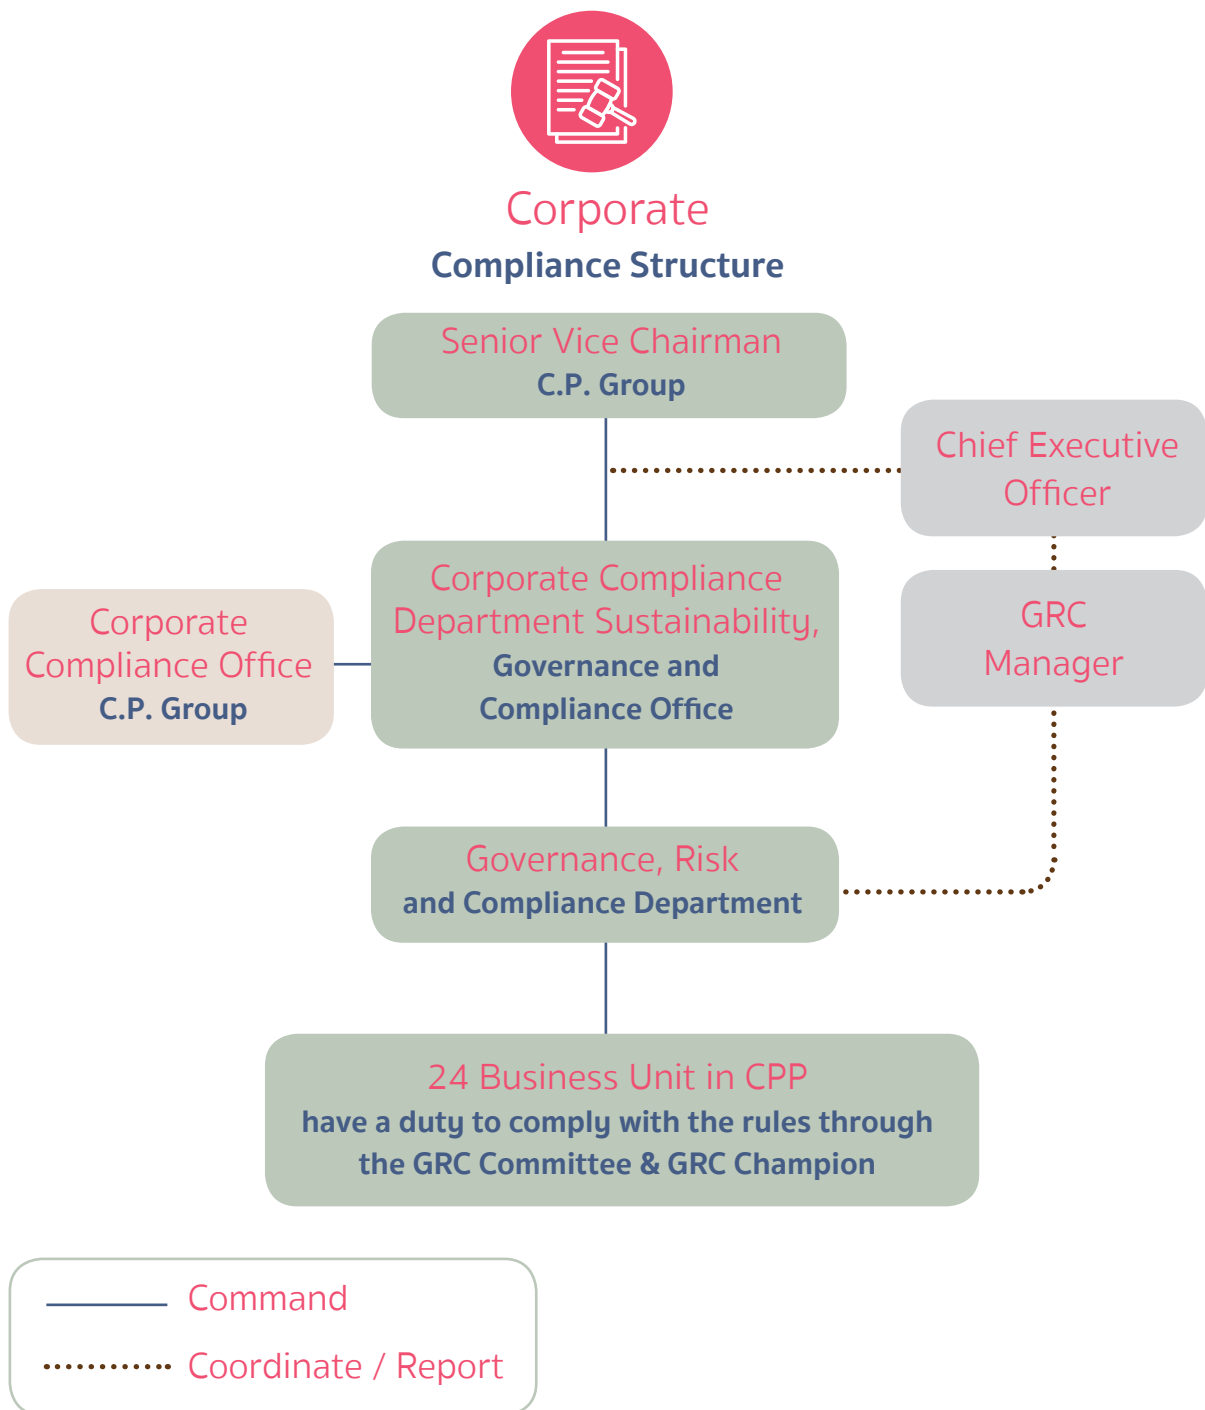 Corporate
Compliance Structure
Senior Vice Chairman
C.P. Group
Chief Executive
Officer
Corporate Compliance
Department Sustainability,
Governance and
Compliance Office
Corporate
Compliance Office
C.P. Group
GRC
Manager
Governance, Risk
and Compliance Department
24 Business Unit in CPP
have a duty to comply with the rules through
the GRC Committee & GRC Champion
Command
Coordinate / Report